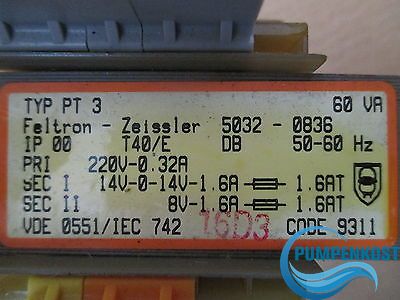 TYP PT 3 60 VA
Feltron - Zeissler 5032 - 0836
IP 00 T40/E DB 50-60 Hz
PRI 220V-0.32A
SEC I 14V-0-14V-1.6A 1.6AT
SEC II 8V-1.6A 1.6AT
VDE 0551/IEC 742 16D3 CODE 9311
PUMPENKOST